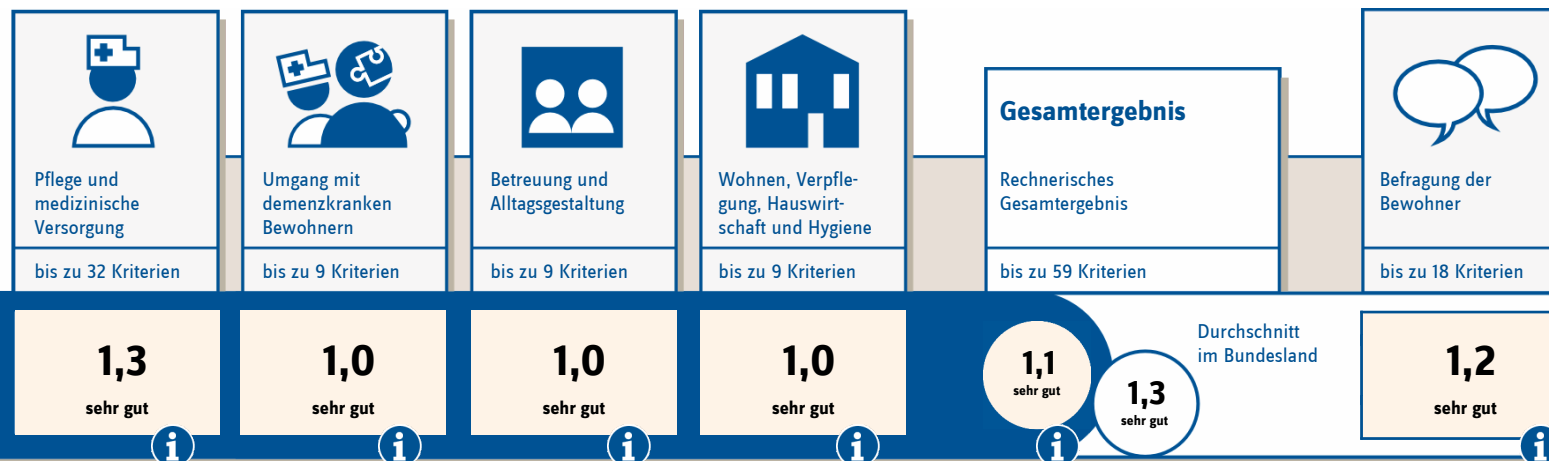 Pflege und
medizinische
Versorgung
bis zu 32 Kriterien
1,3
sehr gut
i
Umgang mit
demenzkranken
Bewohnern
bis zu 9 Kriterien
1,0
sehr gut
i
Betreuung und
Alltagsgestaltung
bis zu 9 Kriterien
1,0
sehr gut
i
Wohnen, Verpfle-
gung, Hauswirt-
schaft und Hygiene
bis zu 9 Kriterien
1,0
sehr gut
i
Gesamtergebnis
Rechnerisches
Gesamtergebnis
bis zu 59 Kriterien
1,1
sehr gut
i
Durchschnitt
im Bundesland
1,3
sehr gut
Befragung der
Bewohner
bis zu 18 Kriterien
1,2
sehr gut
i